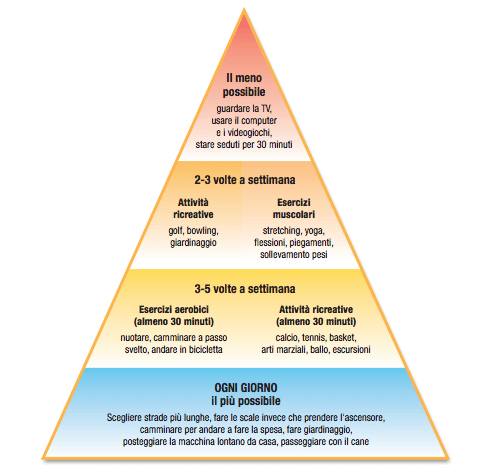 Il meno
possibile
guardare la TV,
usare il computer
e i videogiochi,
stare seduti per 30 minuti
2-3 volte a settimana
Attività
ricreative
golf, bowling,
giardinaggio
Esercizi
muscolari
stretching, yoga,
flessioni, piegamenti,
sollevamento pesi
3-5 volte a settimana
Esercizi aerobici
(almeno 30 minuti)
nuotare, camminare a passo
svelto, andare in bicicletta
Attività ricreative
(almeno 30 minuti)
calcio, tennis, basket,
arti marziali, ballo, escursioni
OGNI GIORNO
il più possibile
Scegliere strade più lunghe, fare le scale invece che prendere l'ascensore,
camminare per andare a fare la spesa, fare giardinaggio,
posteggiare la macchina lontano da casa, passeggiare con il cane